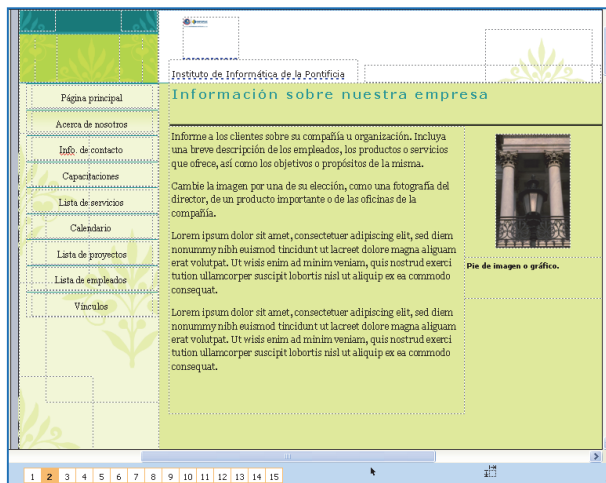 Instituto de Informática de la Pontificia
Información sobre nuestra empresa
Página principal
Acerca de nosotros
Info. de contacto
Capacitaciones
Lista de servicios
Calendario
Lista de proyectos
Lista de empleados
Vínculos
Informe a los clientes sobre su compañía u organización. Incluya
una breve descripción de los empleados, los productos o servicios
que ofrece, así como los objetivos o propósitos de la misma.
Cambie la imagen por una de su elección, como una fotografía del
director, de un producto importante o de las oficinas de la
compañía.
Lorem ipsum dolor sit amet, consectetuer adipiscing elit, sed diem
nonummy nibh euismod tincidunt ut lacreet dolore magna aliguam
erat volutpat. Ut wisis enim ad minim veniam, quis nostrud exerci
tution ullamcorper suscipit lobortis nisl ut aliquip ex ea commodo
consequat.
Lorem ipsum dolor sit amet, consectetuer adipiscing elit, sed diem
nonummy nibh euismod tincidunt ut lacreet dolore magna aliguam
erat volutpat. Ut wisis enim ad minim veniam, quis nostrud exerci
tution ullamcorper suscipit lobortis nisl ut aliquip ex ea commodo
consequat.
Pie de imagen o gráfico.
1 2 3 4 5 6 7 8 9 10 11 12 13 14 15